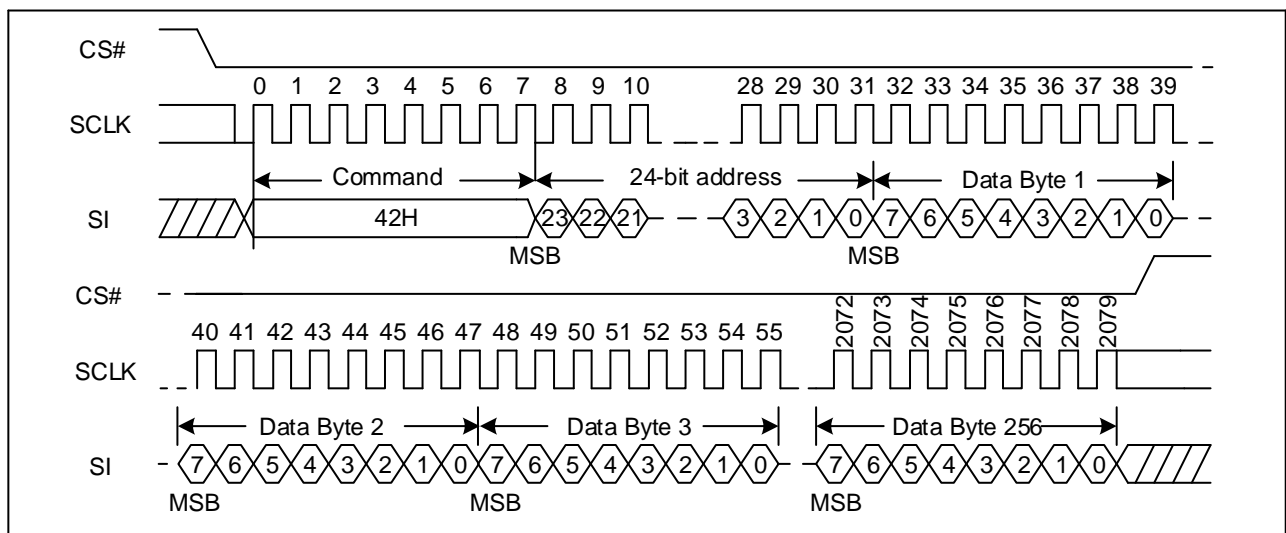 CS#
0 1 2 3 4 5 6 7 8 9 10 28 29 30 31 32 33 34 35 36 37 38 39
SCLK
Command 24-bit address Data Byte 1
SI 42H 23 22 21 3 2 1 0 7 6 5 4 3 2 1 0
MSB MSB
CS#
40 41 42 43 44 45 46 47 48 49 50 51 52 53 54 55 2072 2073 2074 2075 2076 2077 2078 2079
SCLK
Data Byte 2 Data Byte 3 Data Byte 256
SI 7 6 5 4 3 2 1 0 7 6 5 4 3 2 1 0 7 6 5 4 3 2 1 0
MSB MSB MSB